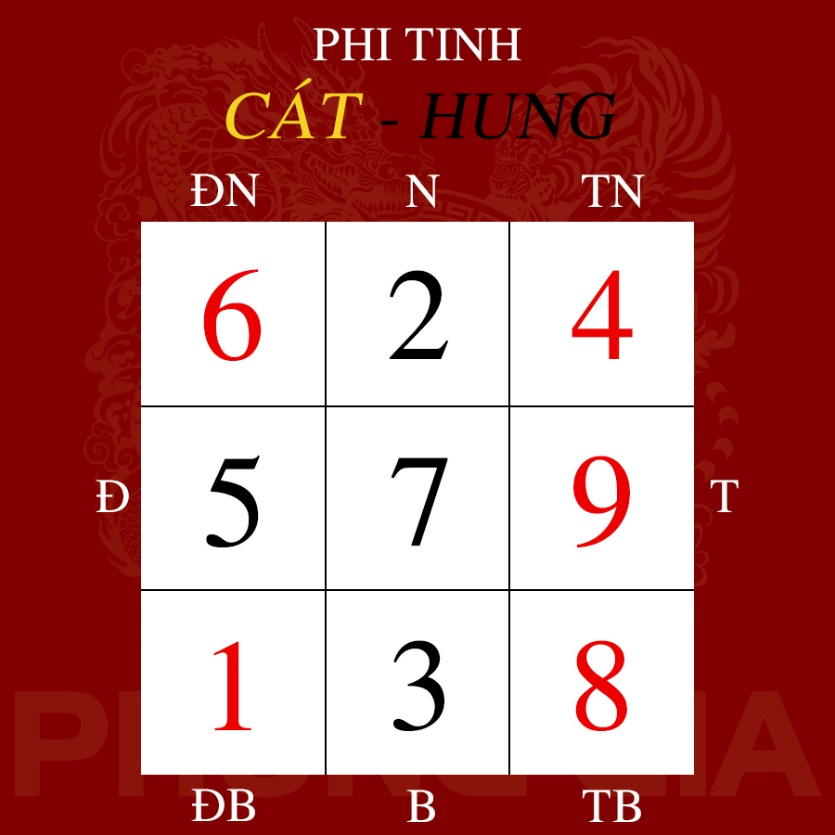 PHI TINH
CÁT - HUNG
ĐN N TN
6 2 4
Đ 5 7 9 T
1 3 8
ĐB B TB